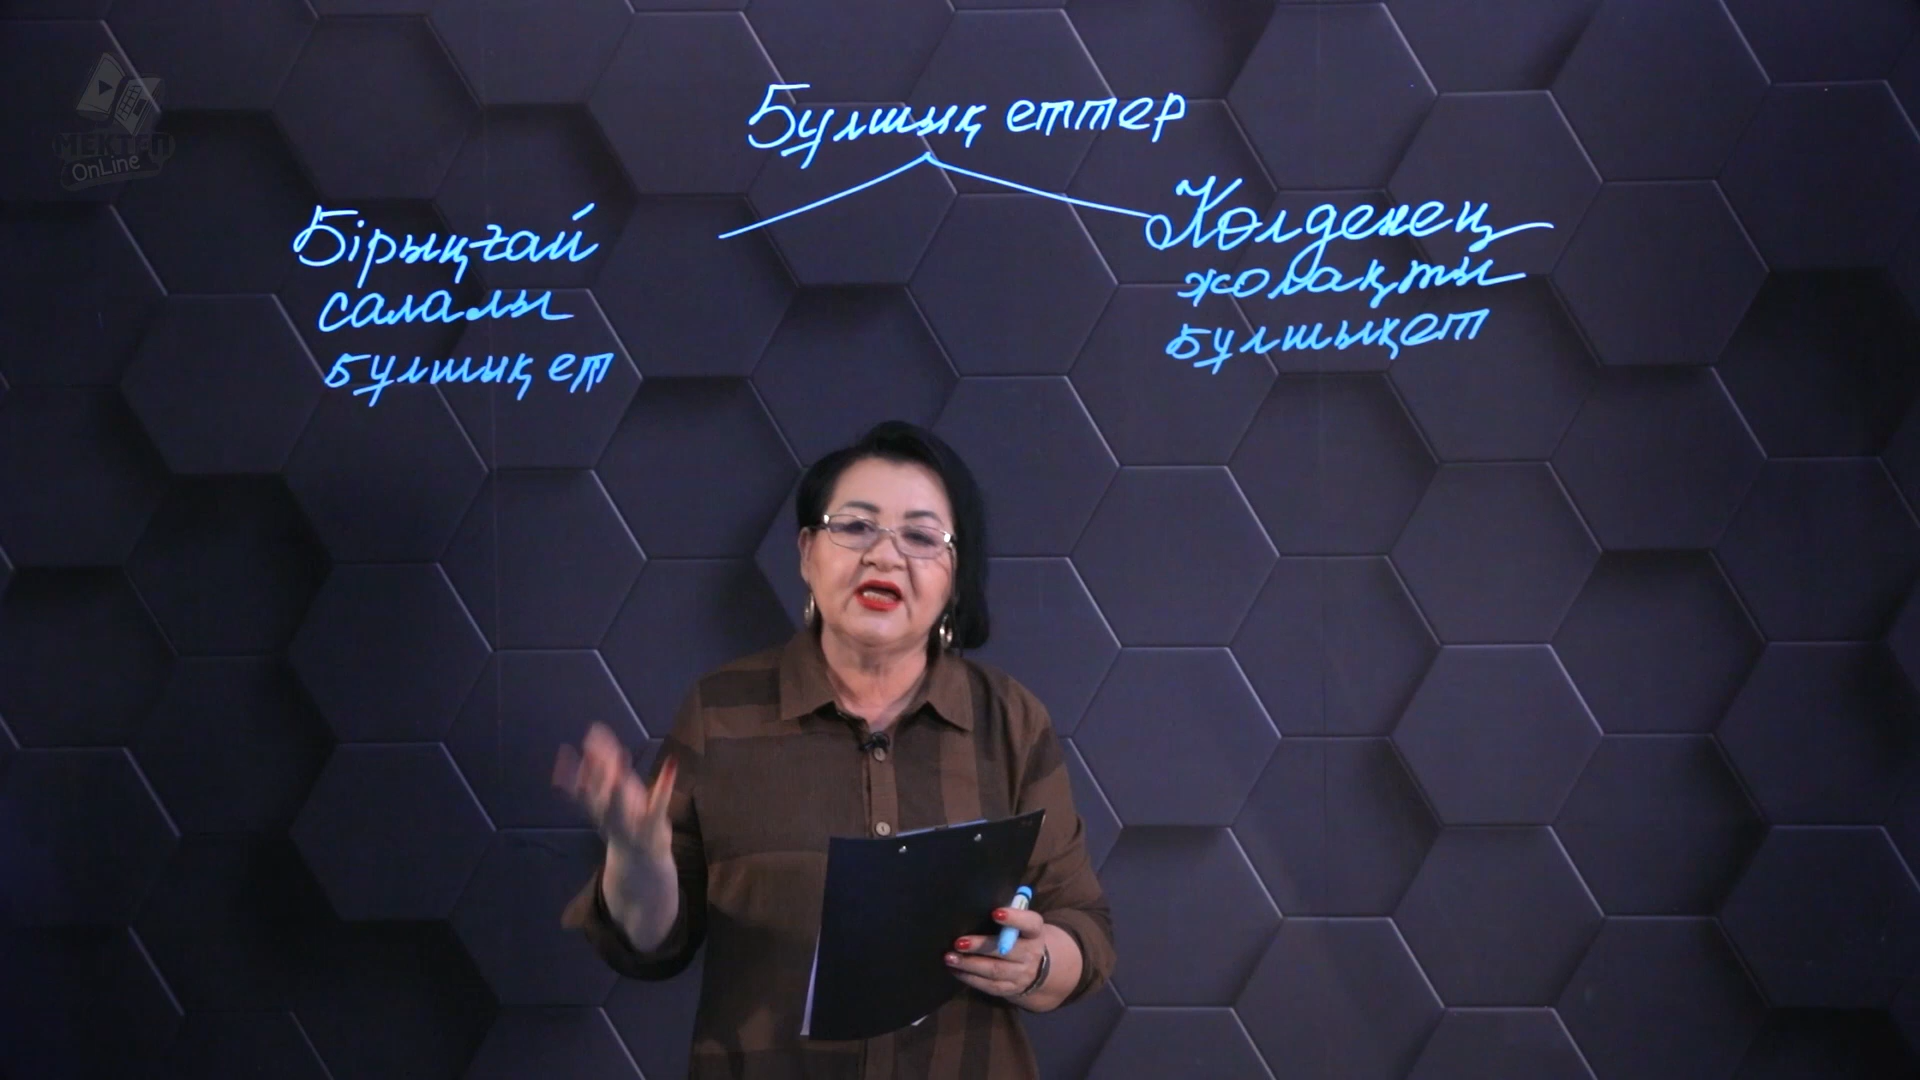 МЕКТЕП
OnLine
Бұлшық еттер
Бірыңғай
салалы
бұлшық ет
Көлденең
жолақты
бұлшықет